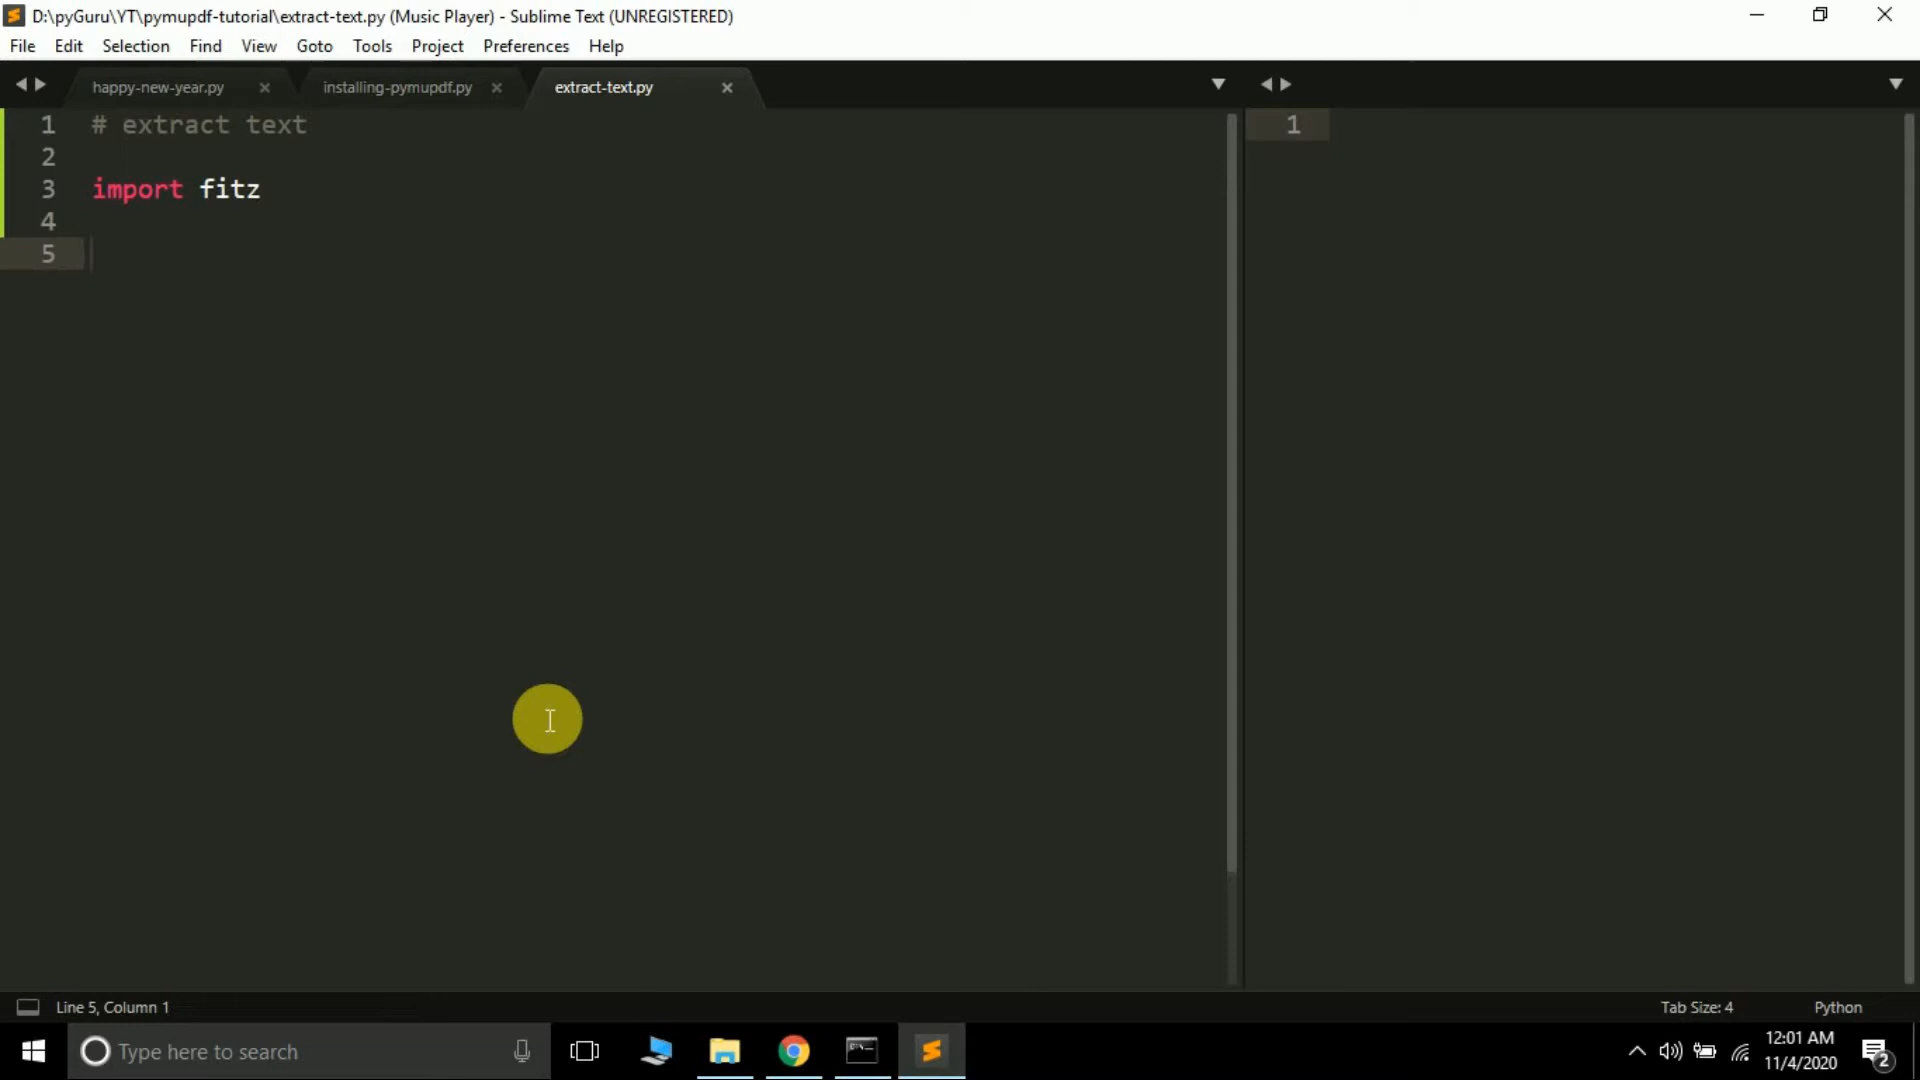 D:\pyGuru\YT\pymupdf-tutorial\extract-text.py (Music Player) - Sublime Text (UNREGISTERED)
File Edit Selection Find View Goto Tools Project Preferences Help
happy-new-year.py installing-pymupdf.py extract-text.py
1 # extract text
2
3 import fitz
4
5
1
Line 5, Column 1 Tab Size: 4 Python
Type here to search
12:01 AM
11/4/2020
2